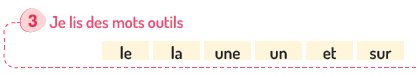 3 Je lis des mots outils
le la une un et sur